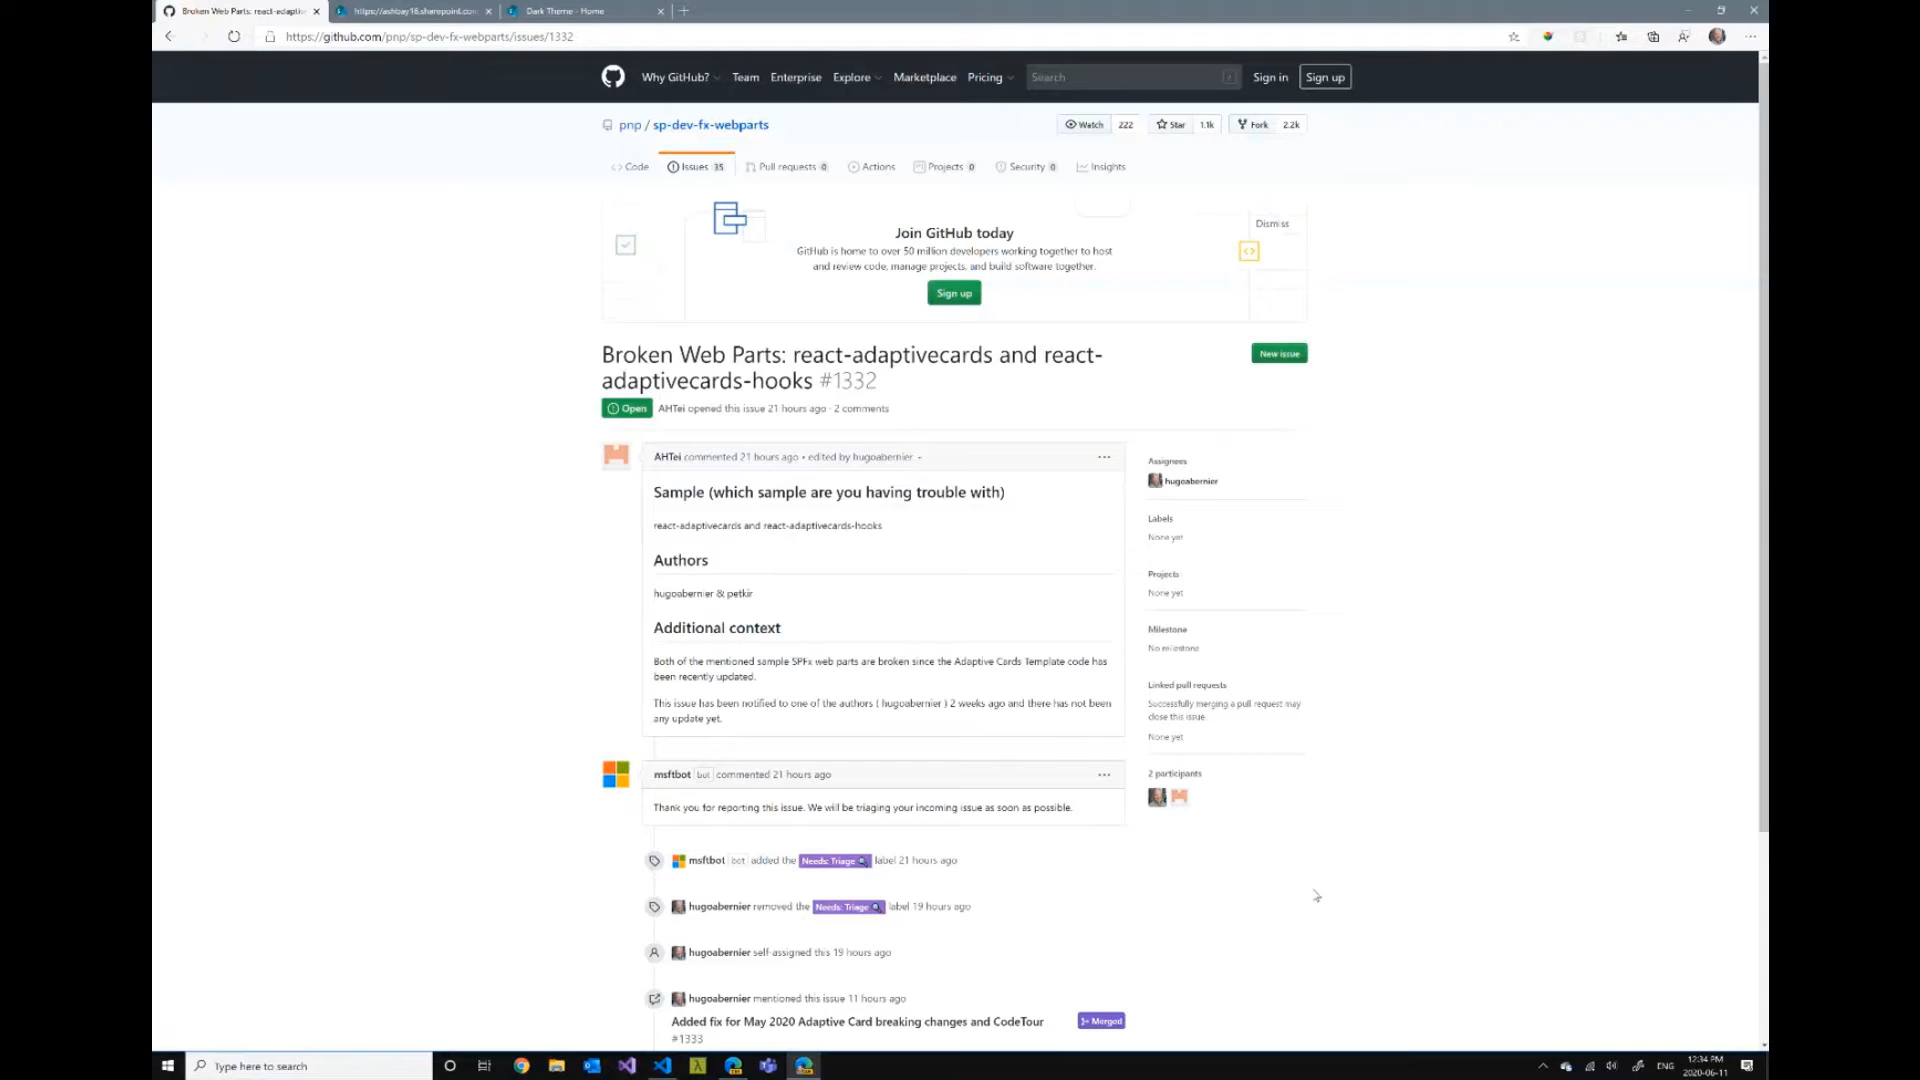 Broken Web Parts: react-adaptive
https://ashbay16.sharepoint.com
Dark Theme - Home
https://github.com/pnp/sp-dev-fx-webparts/issues/1332
Why GitHub?
Team
Enterprise
Explore
Marketplace
Pricing
Search
/
Sign in
Sign up
pnp / sp-dev-fx-webparts
Watch 222
Star 1.1k
Fork 2.2k
Code
Issues 35
Pull requests 0
Actions
Projects 0
Security 0
Insights
Join GitHub today
Dismiss
GitHub is home to over 50 million developers working together to host
and review code, manage projects, and build software together.
Sign up
Broken Web Parts: react-adaptivecards and react-
adaptivecards-hooks #1332
New issue
Open
AHTei opened this issue 21 hours ago · 2 comments
AHTei commented 21 hours ago • edited by hugoabernier
Sample (which sample are you having trouble with)
react-adaptivecards and react-adaptivecards-hooks
Authors
hugoabernier & petkir
Additional context
Both of the mentioned sample SPFx web parts are broken since the Adaptive Cards Template code has
been recently updated.
This issue has been notified to one of the authors ( hugoabernier ) 2 weeks ago and there has not been
any update yet.
Assignees
hugoabernier
Labels
None yet
Projects
None yet
Milestone
No milestone
Linked pull requests
Successfully merging a pull request may
close this issue.
None yet
2 participants
msftbot bot commented 21 hours ago
Thank you for reporting this issue. We will be triaging your incoming issue as soon as possible.
msftbot bot added the Needs: Triage label 21 hours ago
hugoabernier removed the Needs: Triage label 19 hours ago
hugoabernier self-assigned this 19 hours ago
hugoabernier mentioned this issue 11 hours ago
Added fix for May 2020 Adaptive Card breaking changes and CodeTour
Merged
#1333
Type here to search
ENG
12:34 PM
2020-06-11